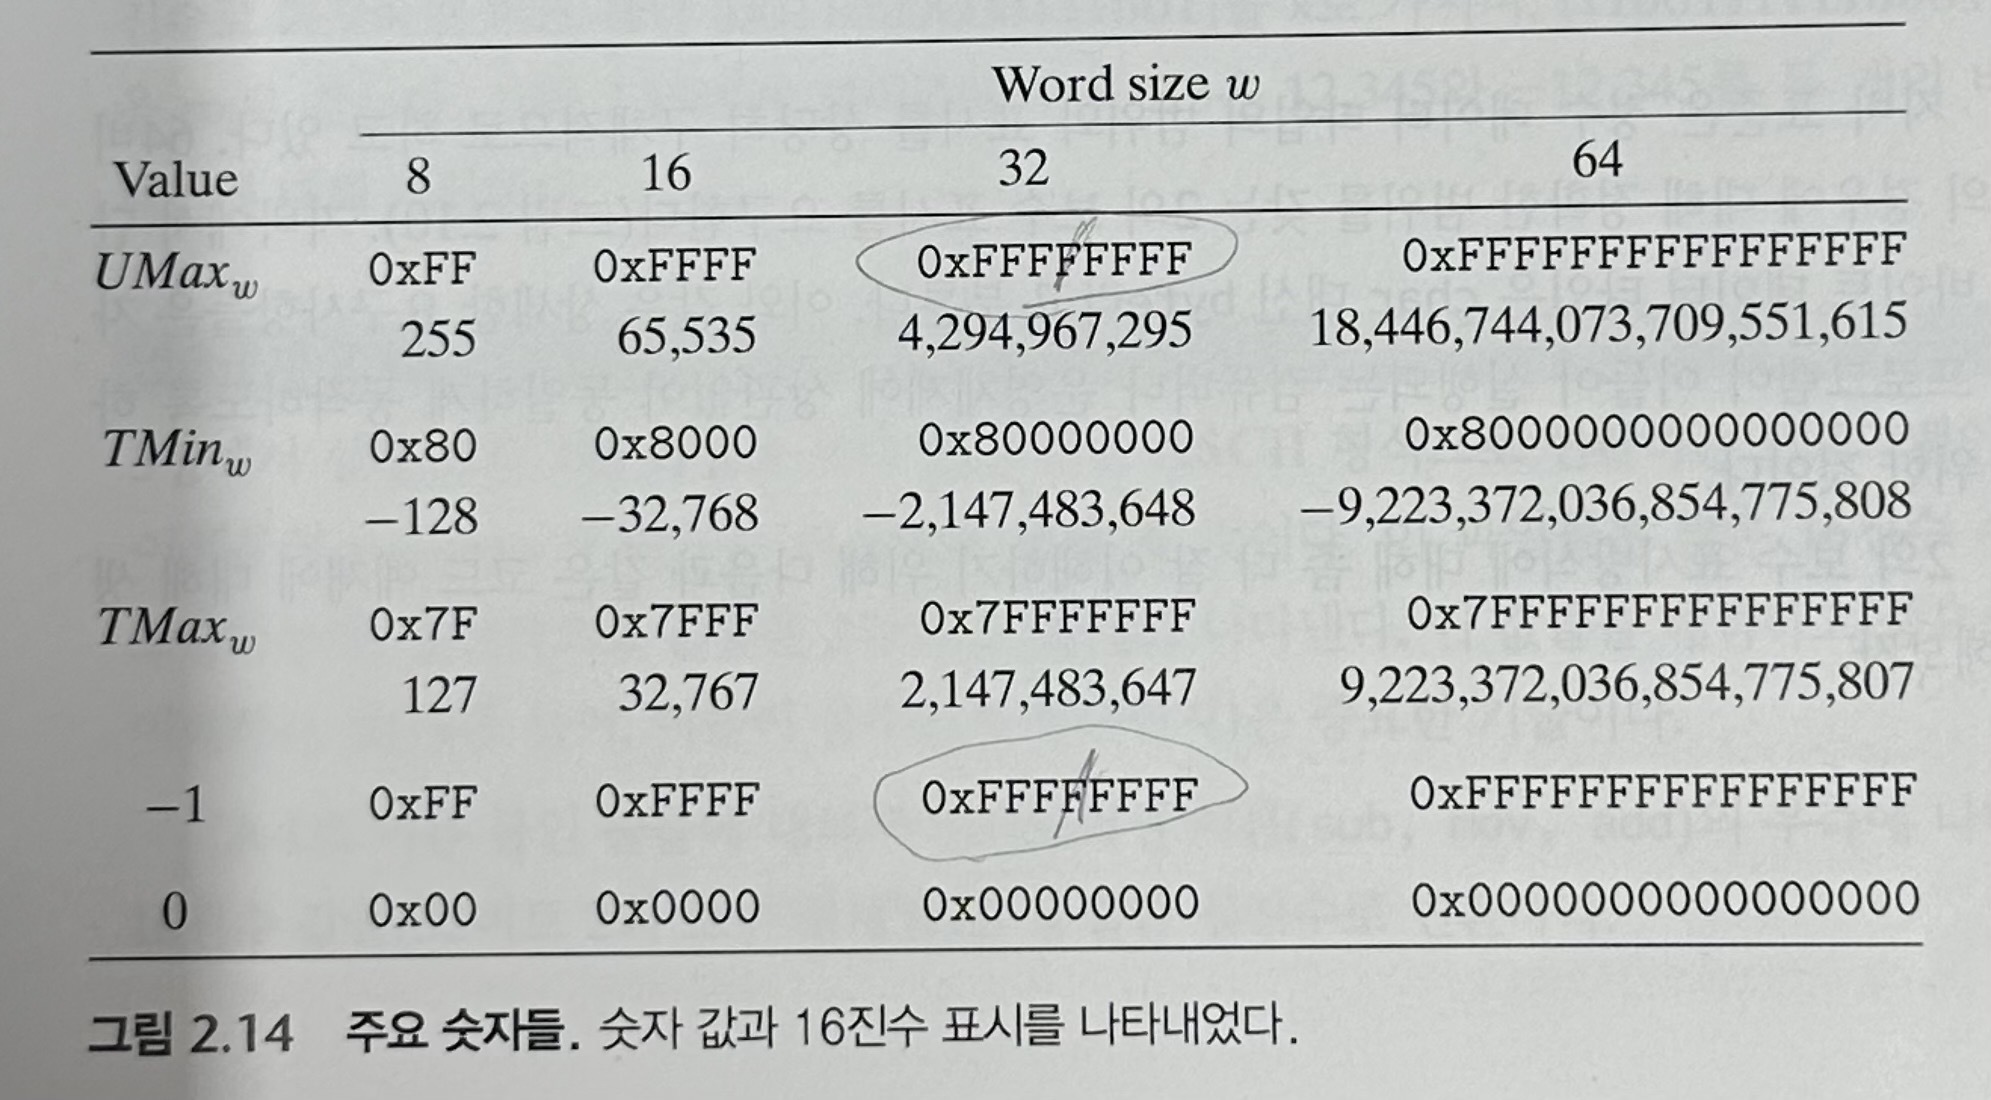 Word size w
Value 8 16 32 64
UMaxw 0xFF 0xFFFF 0xFFFFFFFF 0xFFFFFFFFFFFFFFFF
255 65,535 4,294,967,295 18,446,744,073,709,551,615
TMinw 0x80 0x8000 0x80000000 0x8000000000000000
−128 −32,768 −2,147,483,648 −9,223,372,036,854,775,808
TMaxw 0x7F 0x7FFF 0x7FFFFFFF 0x7FFFFFFFFFFFFFFF
127 32,767 2,147,483,647 9,223,372,036,854,775,807
−1 0xFF 0xFFFF 0xFFFFFFFF 0xFFFFFFFFFFFFFFFF
0 0x00 0x0000 0x00000000 0x0000000000000000
그림 2.14 주요 숫자들. 숫자 값과 16진수 표시를 나타내었다.